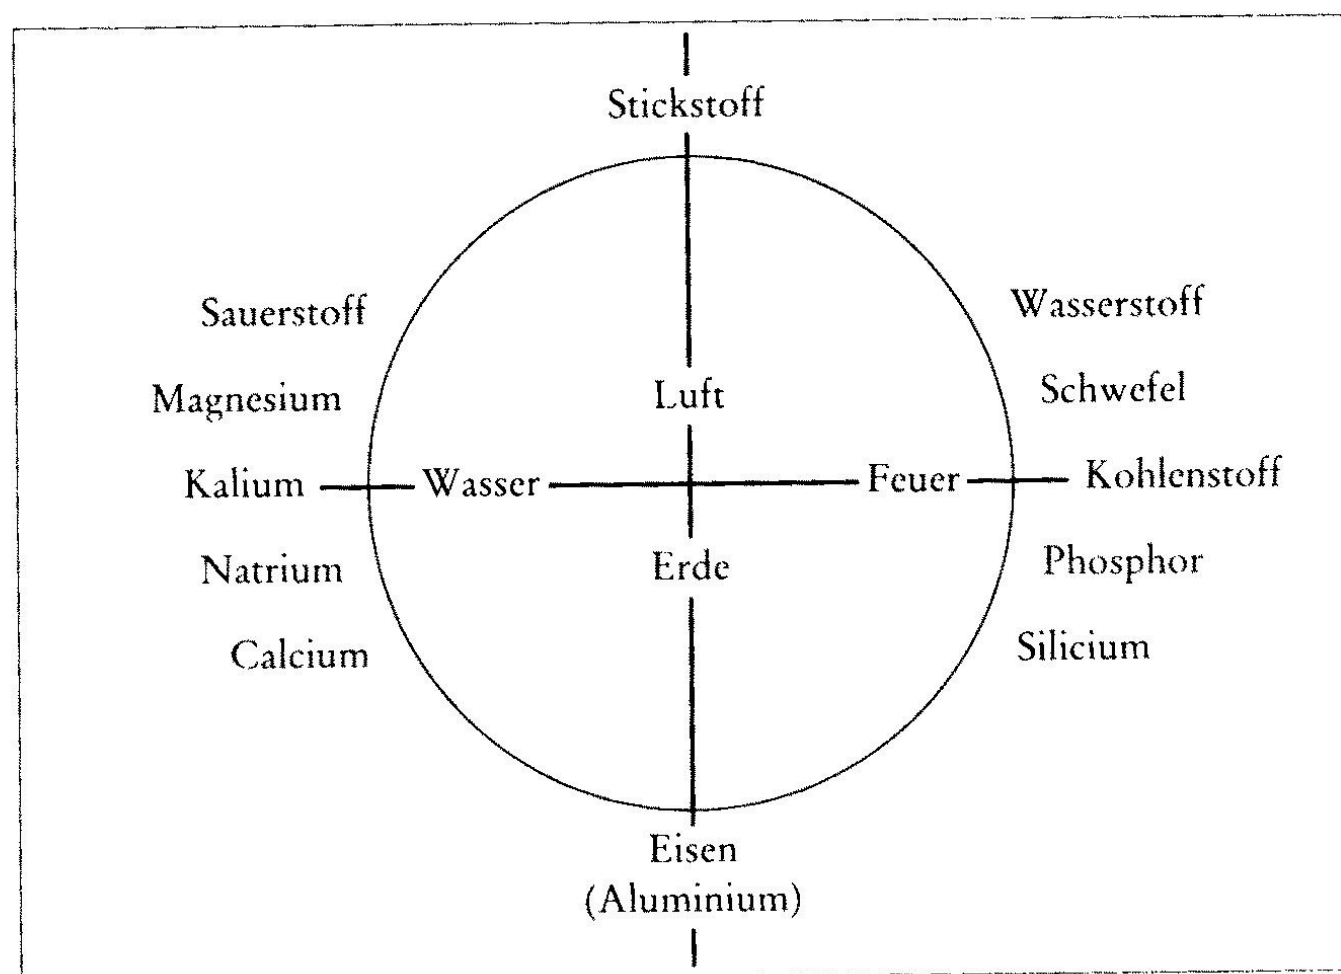 Stickstoff
Sauerstoff
Wasserstoff
Magnesium
Luft
Schwefel
Kalium
Wasser
Feuer
Kohlenstoff
Natrium
Erde
Phosphor
Calcium
Silicium
Eisen
(Aluminium)